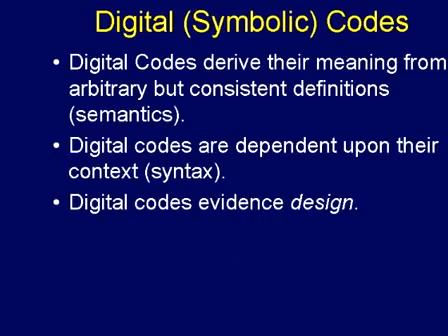 Digital (Symbolic) Codes
• Digital Codes derive their meaning from
arbitrary but consistent definitions
(semantics).
• Digital codes are dependent upon their
context (syntax).
• Digital codes evidence design.